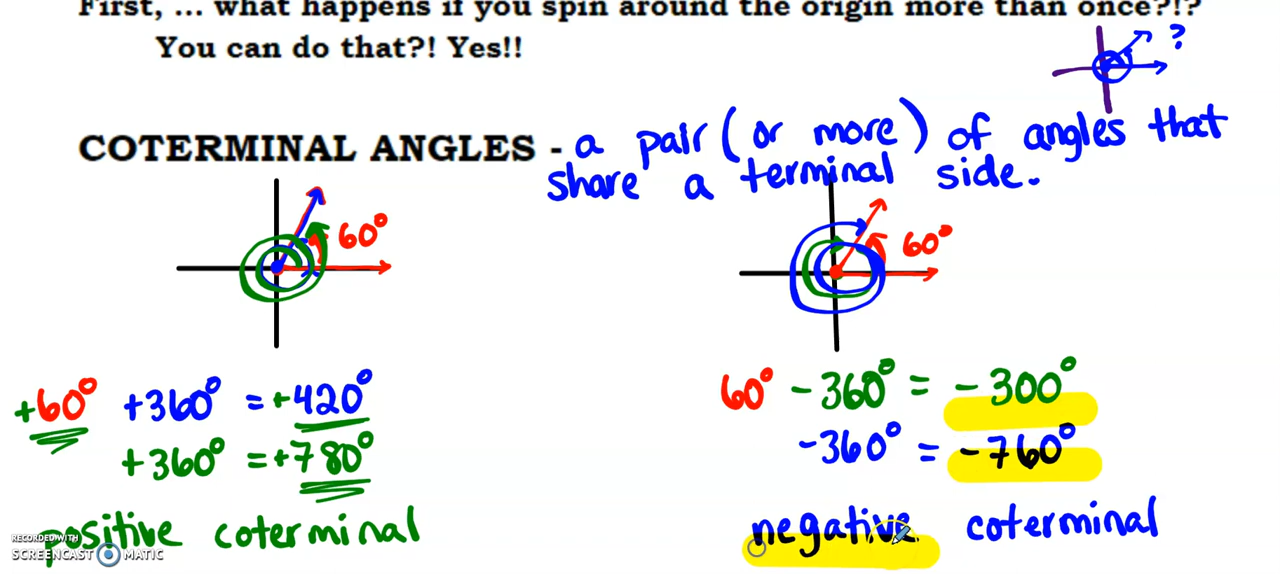 First, ... what happens if you spin around the origin more than once?!?
You can do that?! Yes!!
?
COTERMINAL ANGLES - a pair (or more) of angles that
share a terminal side.
60°
60°
+60° +360° = +420°
+360° = +780°
positive coterminal
60° -360° = -300°
-360° = -760°
negative coterminal
RECORDED WITH
SCREENCAST MATIC